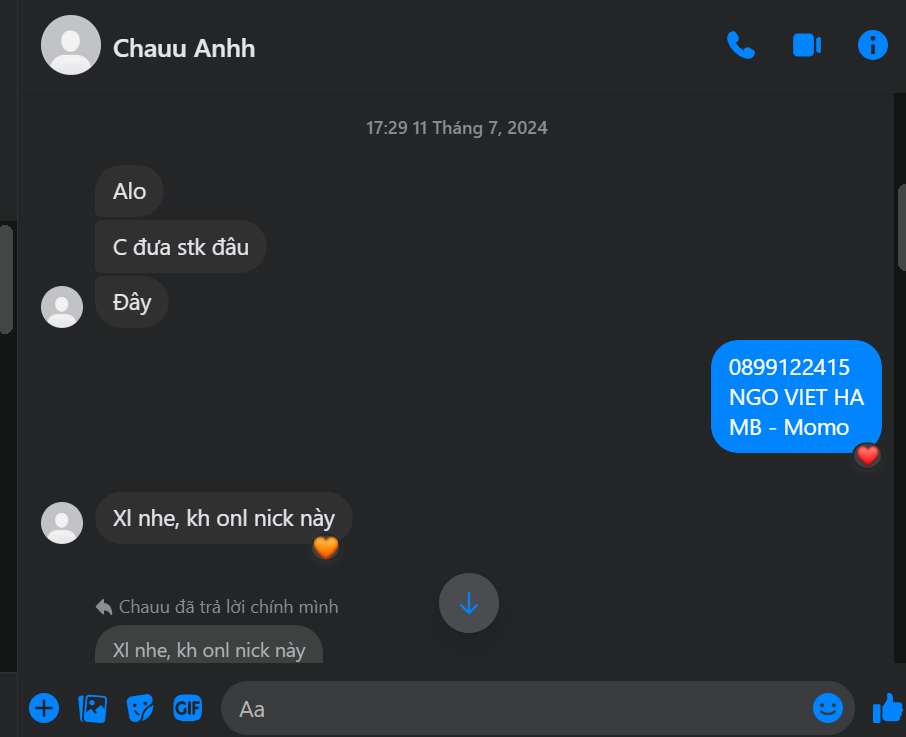 Chauu Anhh
17:29 11 Tháng 7, 2024
Alo
C đưa stk đâu
Đây
0899122415
NGO VIET HA
MB - Momo
Xl nhe, kh onl nick này
Chauu đã trả lời chính mình
Xl nhe, kh onl nick này
GIF
Aa